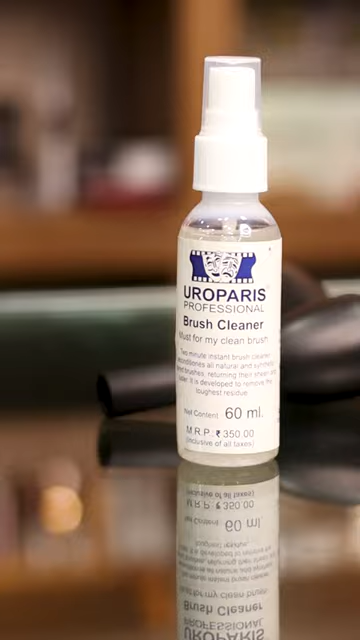 UROPARIS
PROFESSIONAL
Brush Cleaner
Must for my clean brush
Two minute instant brush cleaner
conditiones all natural and synthetic
brushes, returning their sheen and
It is developed to remove the
toughest residue
Net Content 60 ml.
M.R.P.: ₹ 350.00
(inclusive of all taxes)